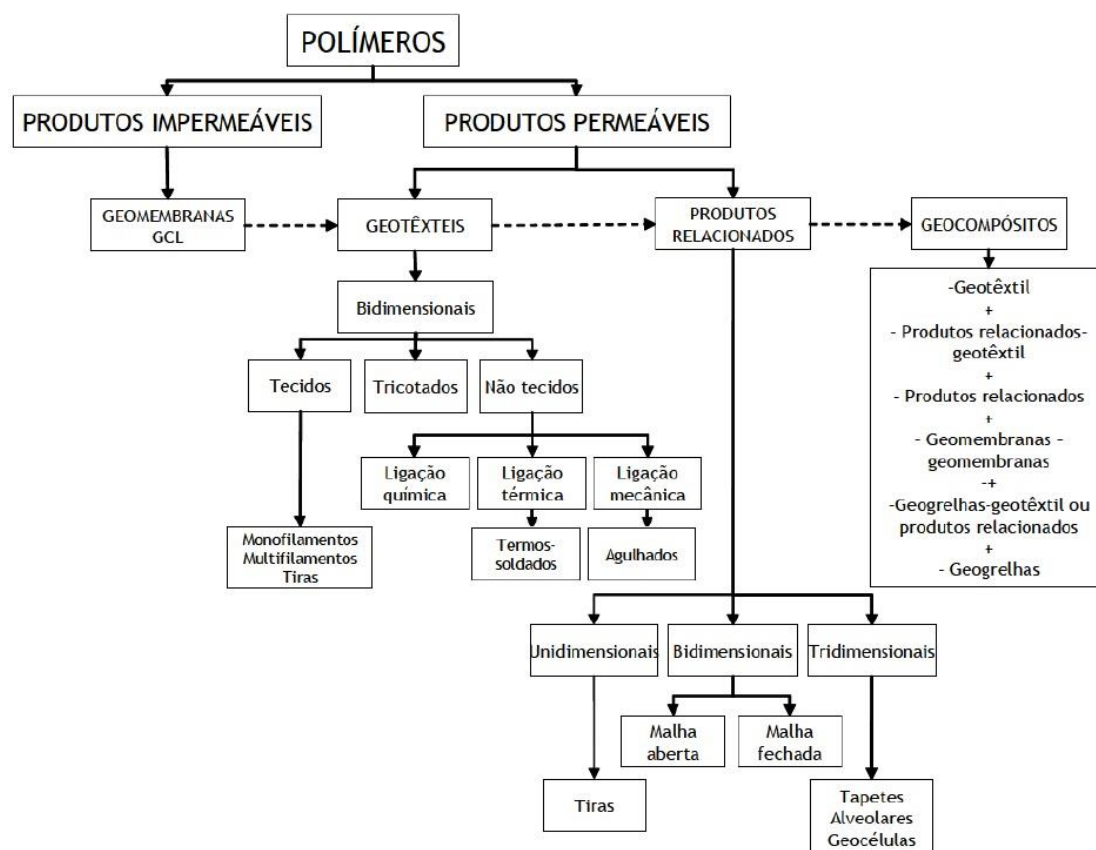 POLÍMEROS
PRODUTOS IMPERMEÁVEIS
PRODUTOS PERMEÁVEIS
GEOMEMBRANAS
GCL
GEOTÊXTEIS
PRODUTOS
RELACIONADOS
GEOCOMPÓSITOS
Bidimensionais
-Geotêxtil
+
- Produtos relacionados-
geotêxtil
+
- Produtos relacionados
+
- Geomembranas -
geomembranas
-+
-Geogrelhas-geotêxtil ou
produtos relacionados
+
- Geogrelhas
Tecidos
Tricotados
Não tecidos
Ligação
química
Ligação
térmica
Ligação
mecânica
Monofilamentos
Multifilamentos
Tiras
Termos-
soldados
Agulhados
Unidimensionais
Bidimensionais
Tridimensionais
Malha
aberta
Malha
fechada
Tiras
Tapetes
Alveolares
Geocélulas